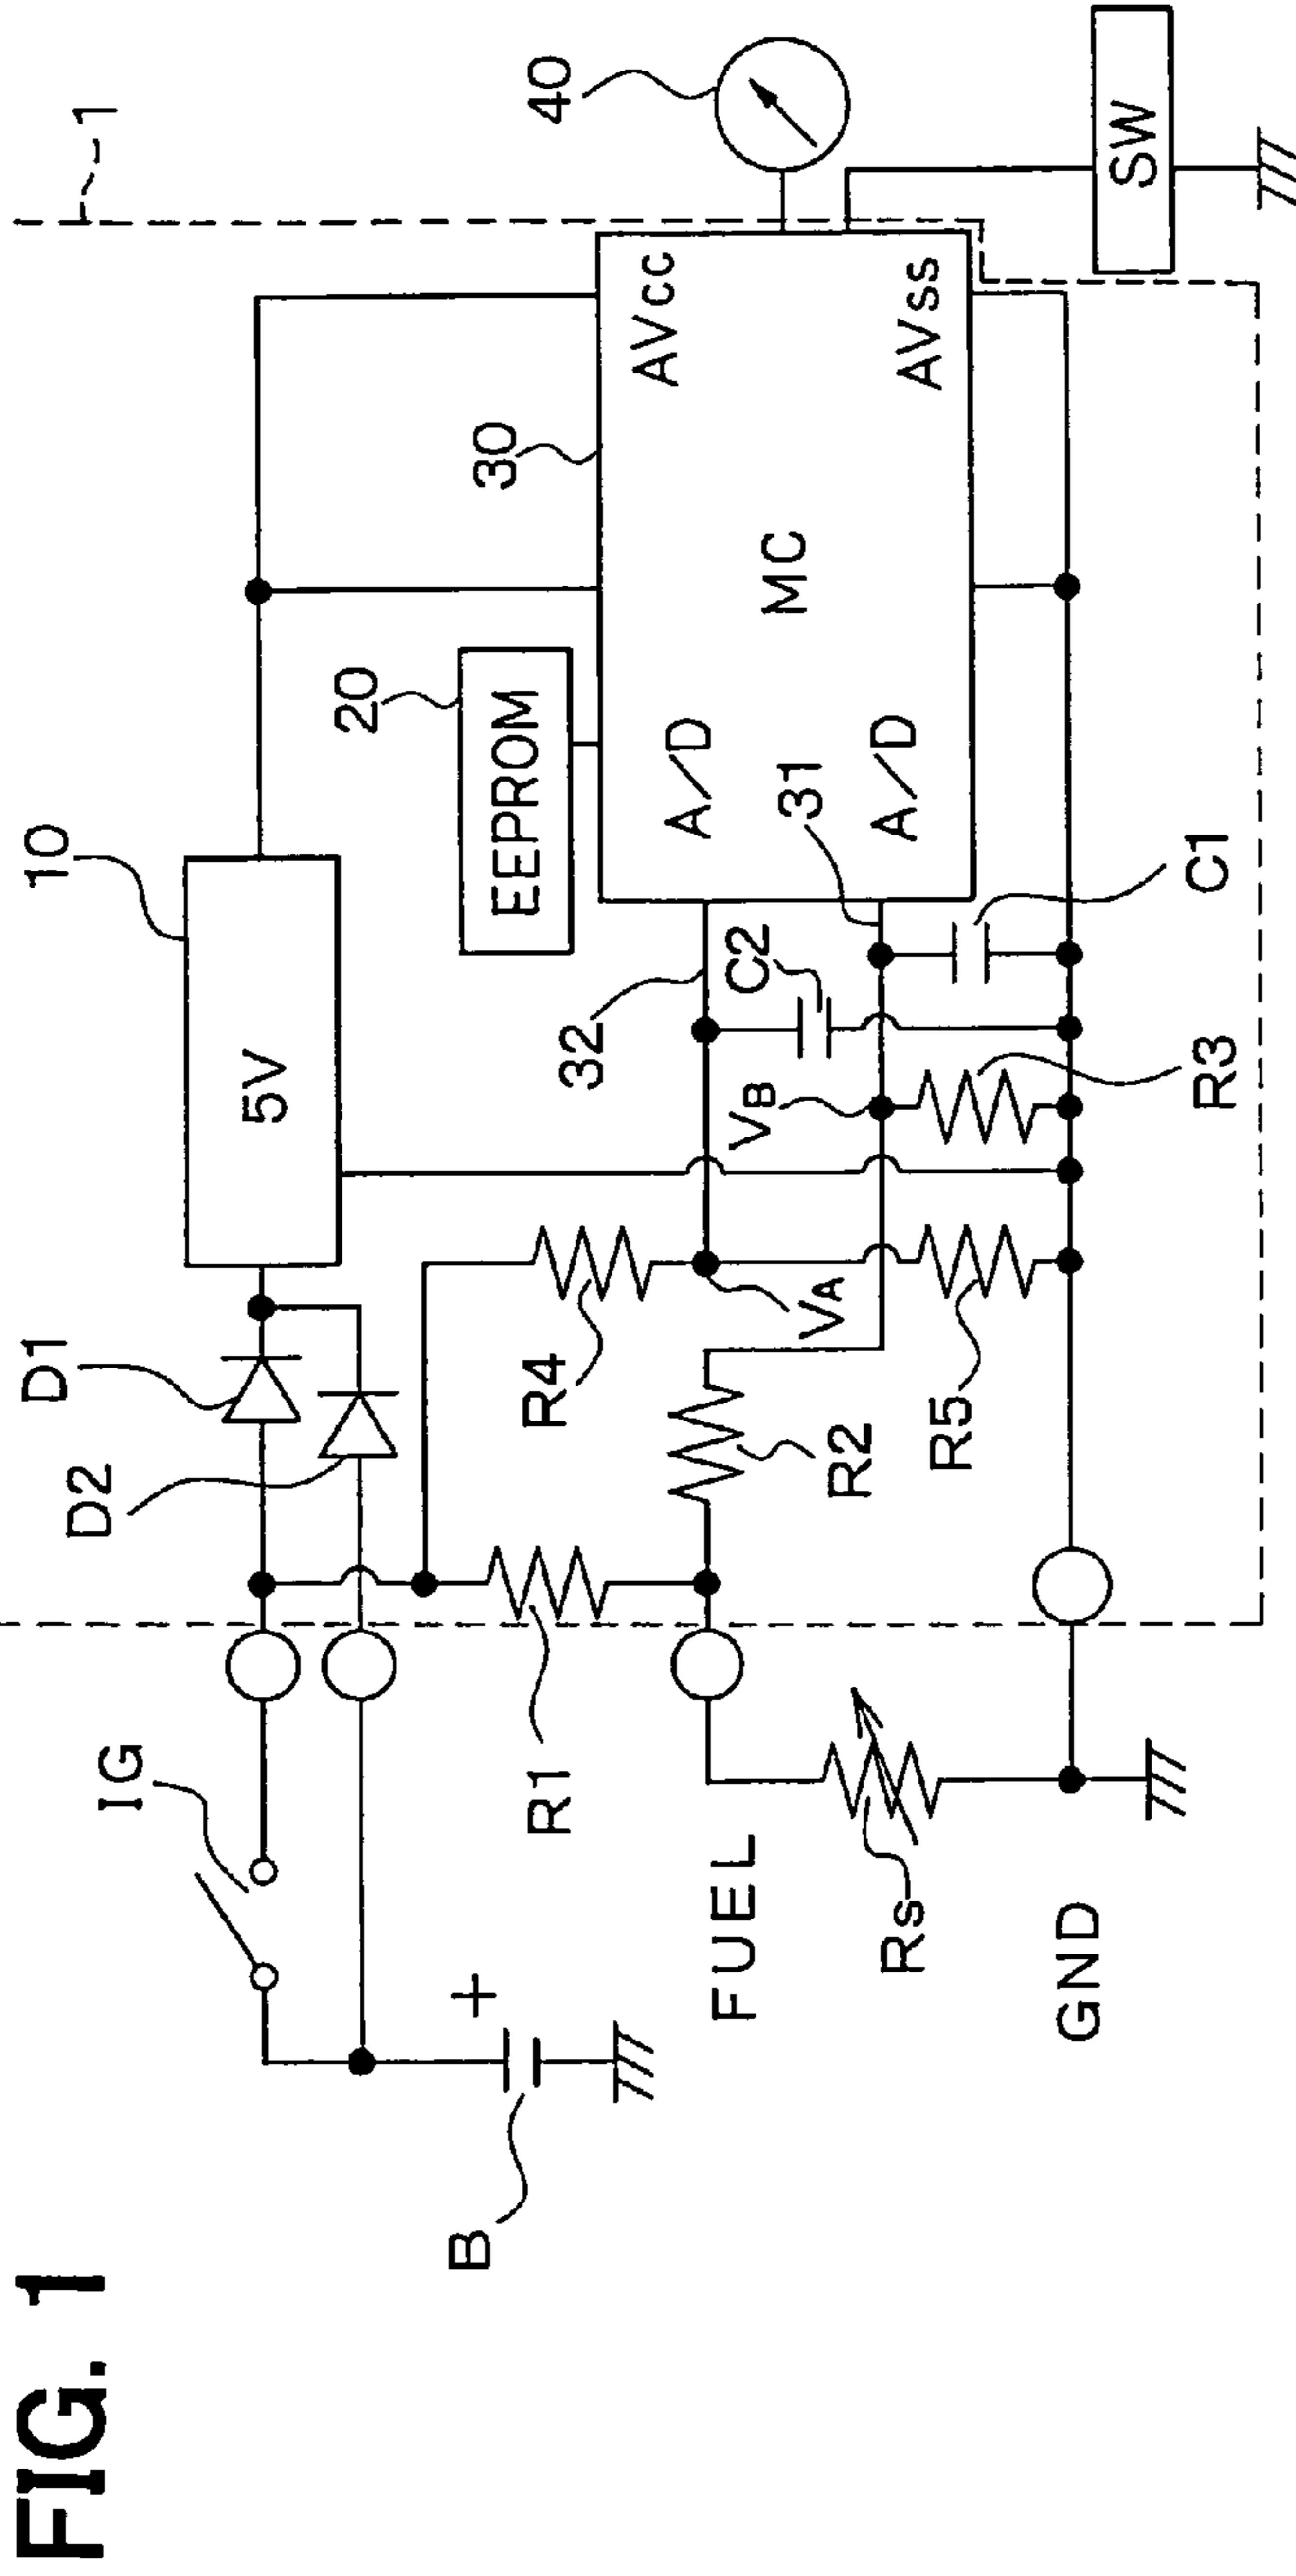 FIG. 1
1
10
D1
5V
D2
IG
20
EEPROM
30
40
AVcc
MC
A/D
A/D
AVss
SW
R4
R1
32
C2
31
VB
VA
R2
B
+
FUEL
Rs
R5
R3
C1
GND